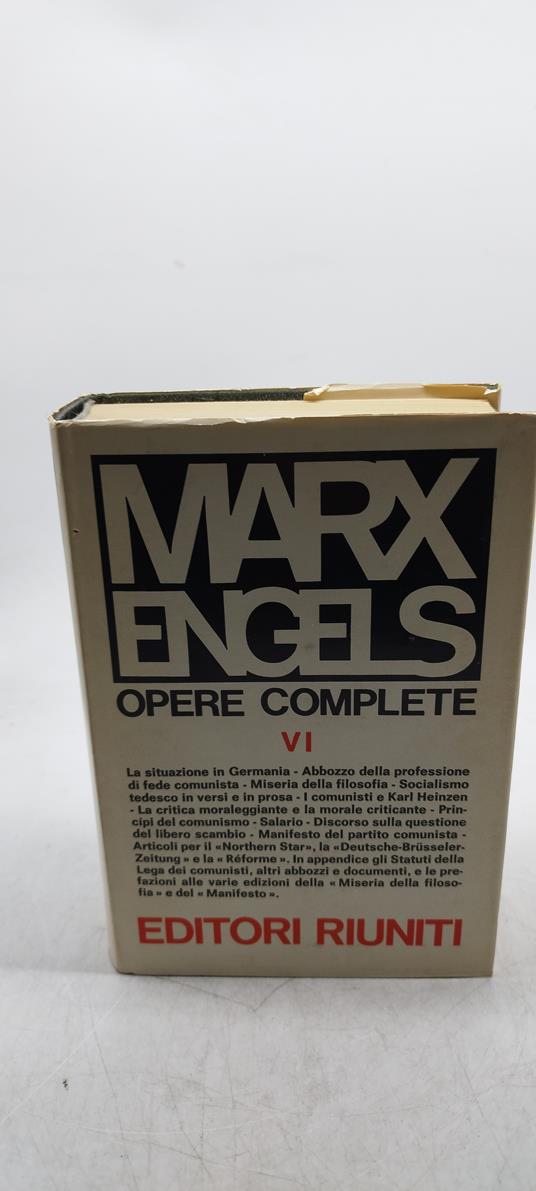 MARX
ENGELS
OPERE COMPLETE
VI
La situazione in Germania - Abbozzo della professione
di fede comunista - Miseria della filosofia - Socialismo
tedesco in versi e in prosa - I comunisti e Karl Heinzen
- La critica moraleggiante e la morale criticante - Prin-
cìpi del comunismo - Salario - Discorso sulla questione
del libero scambio - Manifesto del partito comunista -
Articoli per il «Northern Star», la «Deutsche-Brüsseler-
Zeitung» e la «Réforme». In appendice gli Statuti della
Lega dei comunisti, altri abbozzi e documenti, e le pre-
fazioni alle varie edizioni della «Miseria della filoso-
fia» e del «Manifesto».
EDITORI RIUNITI